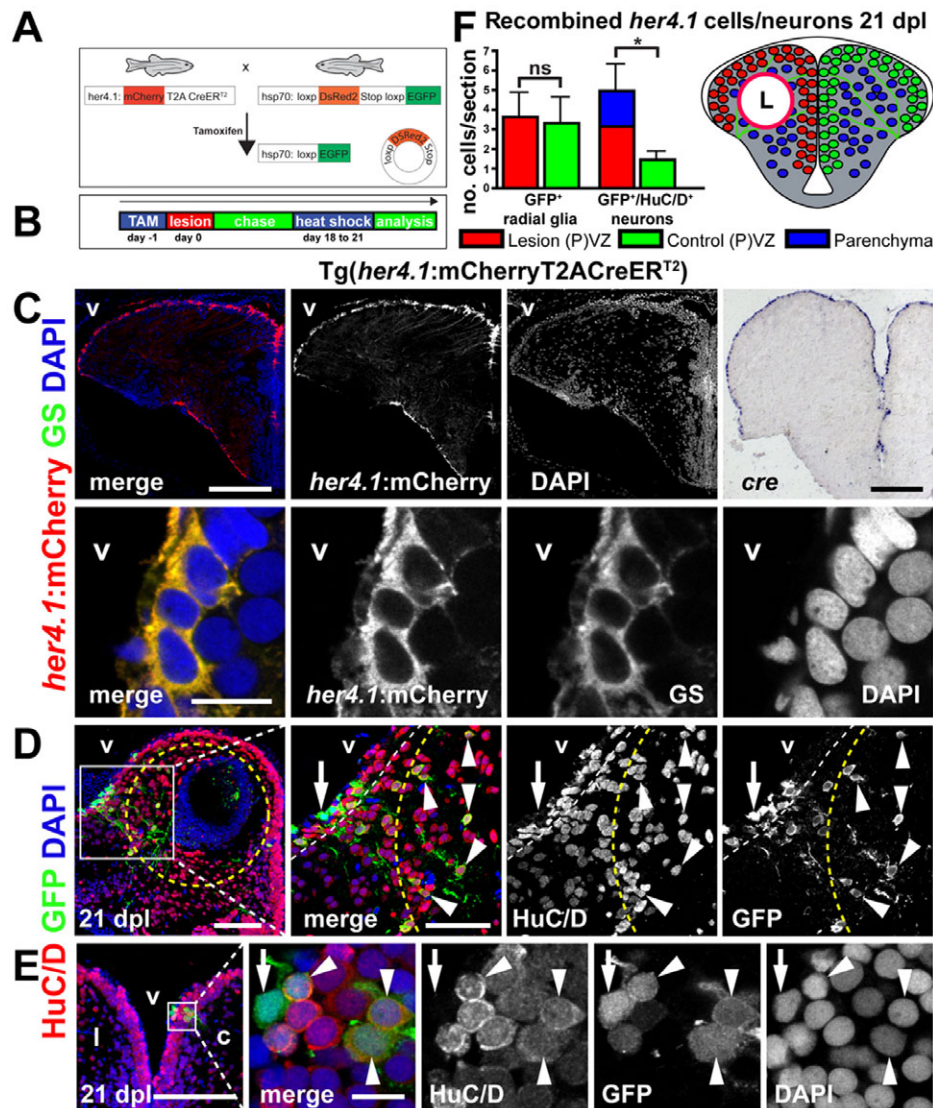 A
x
her4.1: mCherry T2A CreER^T2
hsp70: loxp DsRed2 Stop loxp EGFP
Tamoxifen
hsp70: loxp EGFP
loxp DSRed2 Stop
B
TAM lesion chase heat shock analysis
day -1 day 0 day 18 to 21
F Recombined her4.1 cells/neurons 21 dpl
no. cells/section
7
6
5
4
3
2
1
0
ns
*
GFP+ radial glia
GFP+/HuC/D+ neurons
L
Lesion (P)VZ Control (P)VZ Parenchyma
Tg(her4.1:mCherryT2ACreER^T2)
C
her4.1:mCherry GS DAPI
v v v
merge her4.1:mCherry DAPI cre
v v v v
merge her4.1:mCherry GS DAPI
D
GFP DAPI
v v v v
21 dpl merge HuC/D GFP
E
HuC/D
v
l c
21 dpl merge HuC/D GFP DAPI